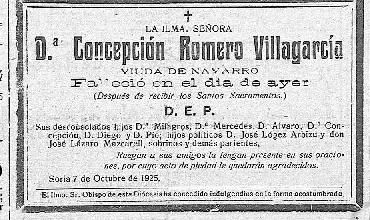 LA ILMA. SEÑORA
D.ª Concepción Romero Villagarcía
VIUDA DE NAVARRO
Falleció en el día de ayer
(Después de recibir los Santos Sacramentos.)
D. E. P.
Sus desconsolados hijos D.ª Milagros, D.ª Mercedes, D. Alvaro, D.ª Con-
cepción, D. Diego y D. Pío; hijos políticos D. José López Arbizu y don
José Lázaro sobrinos y demás parientes,
Ruegan a sus amigos la tengan presente en sus oracio-
nes, por cuyo acto de piedad le quedarán agradecidos.
Soria 7 de Octubre de 1925.
E. Ilmo. Sr. Obispo de esta Diócesis ha concedido indulgencias en la forma acostumbrada.